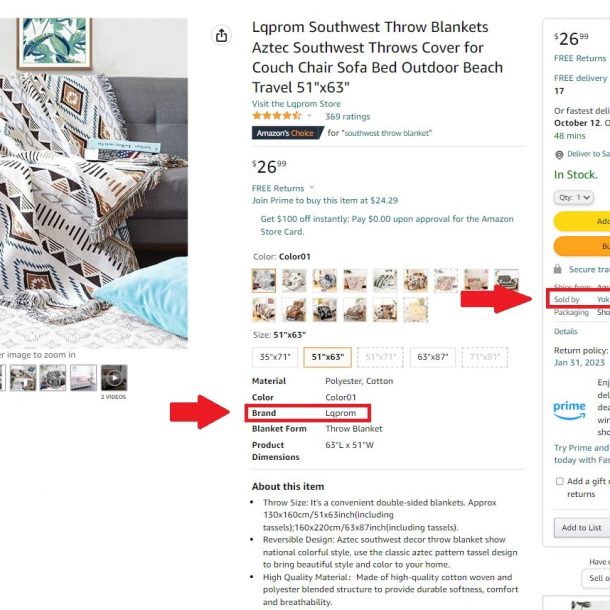 er image to zoom in
2 VIDEOS
Lqprom Southwest Throw Blankets
Aztec Southwest Throws Cover for
Couch Chair Sofa Bed Outdoor Beach
Travel 51"x63"
Visit the Lqprom Store
369 ratings
Amazon's Choice for "southwest throw blanket"
$26⁹⁹
FREE Returns
Join Prime to buy this item at $24.29
Get $100 off instantly: Pay $0.00 upon approval for the Amazon
Store Card.
Color: Color01
Size: 51"x63"
35"x71" 51"x63" 51"x71" 63"x87" 71"x91"
Material Polyester, Cotton
Color Color01
Brand Lqprom
Blanket Form Throw Blanket
Product 63"L x 51"W
Dimensions
About this item
Throw Size: It's a convenient double-sided blankets. Approx
130x160cm/51x63inch(including
tassels);160x220cm/63x87inch(including tassels).
Reversible Design: Aztec southwest decor throw blanket show
national colorful style, use the classic aztec pattern tassel design
to bring beautiful style and color to your home.
High Quality Material：Made of high-quality cotton woven and
polyester blended structure to provide durable softness, comfort
and breathability.
$26⁹⁹
FREE Returns
FREE delivery
17
Or fastest deli
October 12. O
48 mins
Deliver to Sa
In Stock.
Qty: 1
Add
Bu
Secure tra
Ships from Am
Sold by Yok
Packaging Sho
Details
Return policy:
Jan 31, 2023
prime
Enj
del
dea
win
sho
Try Prime and
today with Fas
Add a gift r
returns
Add to List
Have o
Sell o